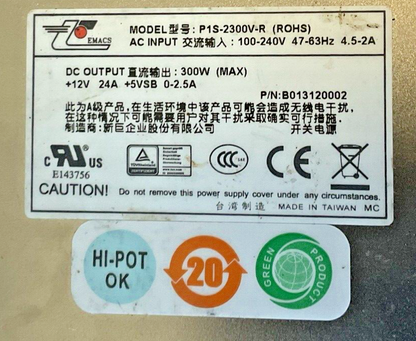 EMACS
MODEL型号: P1S-2300V-R (ROHS)
AC INPUT 交流输入: 100-240V 47-63Hz 4.5-2A
DC OUTPUT 直流输出: 300W (MAX)
+12V 24A +5VSB 0-2.5A
P/N:B013120002
此为A级产品, 在生活环境中该产品可能会造成无线电干扰,
在这种情况下可能需要用户对其干扰采取确实可行措施.
制造商: 新巨企业股份有限公司 开关电源
C UL US
E143756
CCC
CE
CAUTION! Do not remove this power supply cover under any circumstances.
台湾制造 MADE IN TAIWAN MC
HI-POT
OK
20
GREEN PRODUCT